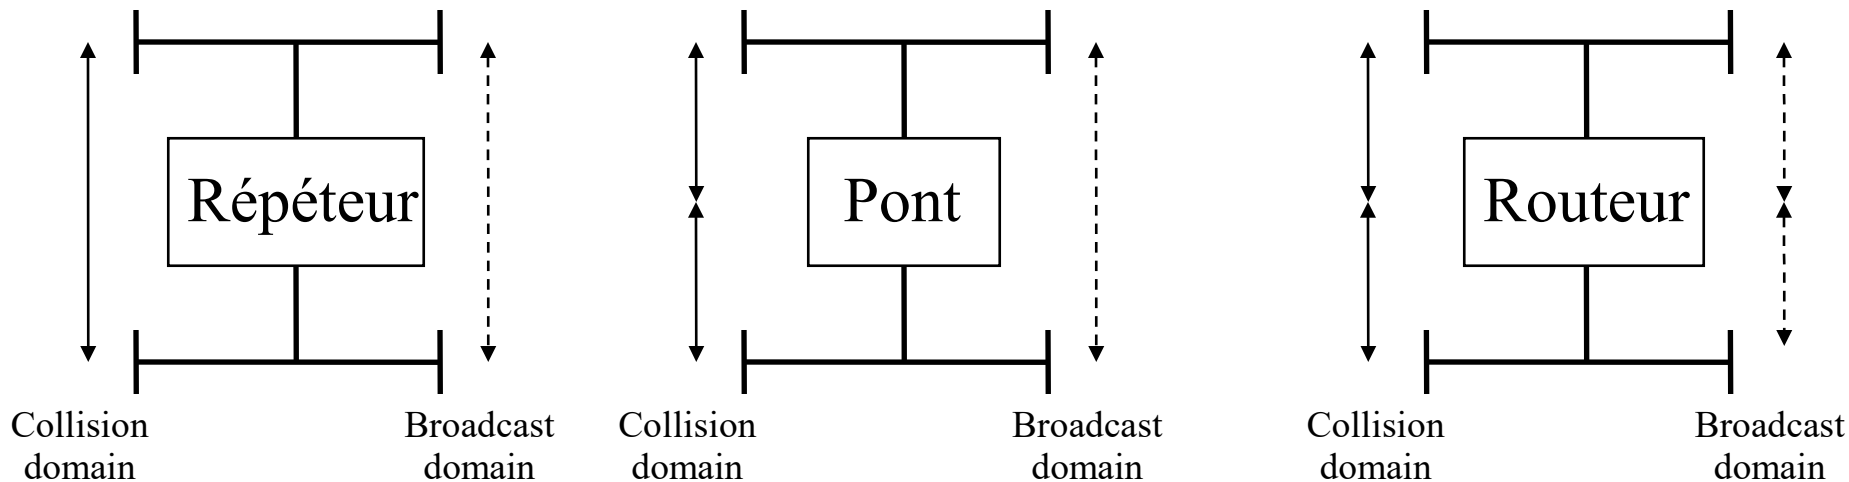 Répéteur
Pont
Routeur
Collision
domain
Broadcast
domain
Collision
domain
Broadcast
domain
Collision
domain
Broadcast
domain